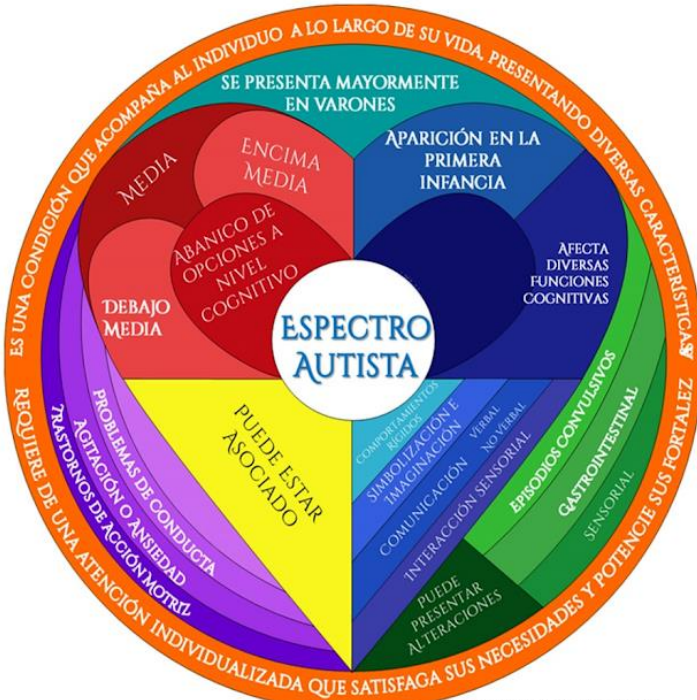 ES UNA CONDICIÓN QUE ACOMPAÑA AL INDIVIDUO A LO LARGO DE SU VIDA, PRESENTANDO DIVERSAS CARACTERÍSTICAS
SE PRESENTA MAYORMENTE
EN VARONES
MEDIA
ENCIMA
MEDIA
DEBAJO
MEDIA
ABANICO DE
OPCIONES A
NIVEL
COGNITIVO
APARICIÓN EN LA
PRIMERA
INFANCIA
AFECTA
DIVERSAS
FUNCIONES
COGNITIVAS
ESPECTRO
AUTISTA
PROBLEMAS DE CONDUCTA
AGITACIÓN O ANSIEDAD
TRASTORNOS DE ACCIÓN MOTRIZ
PUEDE ESTAR
ASOCIADO
COMPORTAMIENTOS
RÍGIDOS
SIMBOLIZACIÓN E
IMAGINACIÓN
COMUNICACIÓN
VERBAL
NO VERBAL
INTERACCIÓN SENSORIAL
EPISODIOS CONVULSIVOS
GASTROINTESTINAL
SENSORIAL
PUEDE
PRESENTAR
ALTERACIONES
REQUIERE DE UNA ATENCIÓN INDIVIDUALIZADA QUE SATISFAGA SUS NECESIDADES Y POTENCIE SUS FORTALEZ